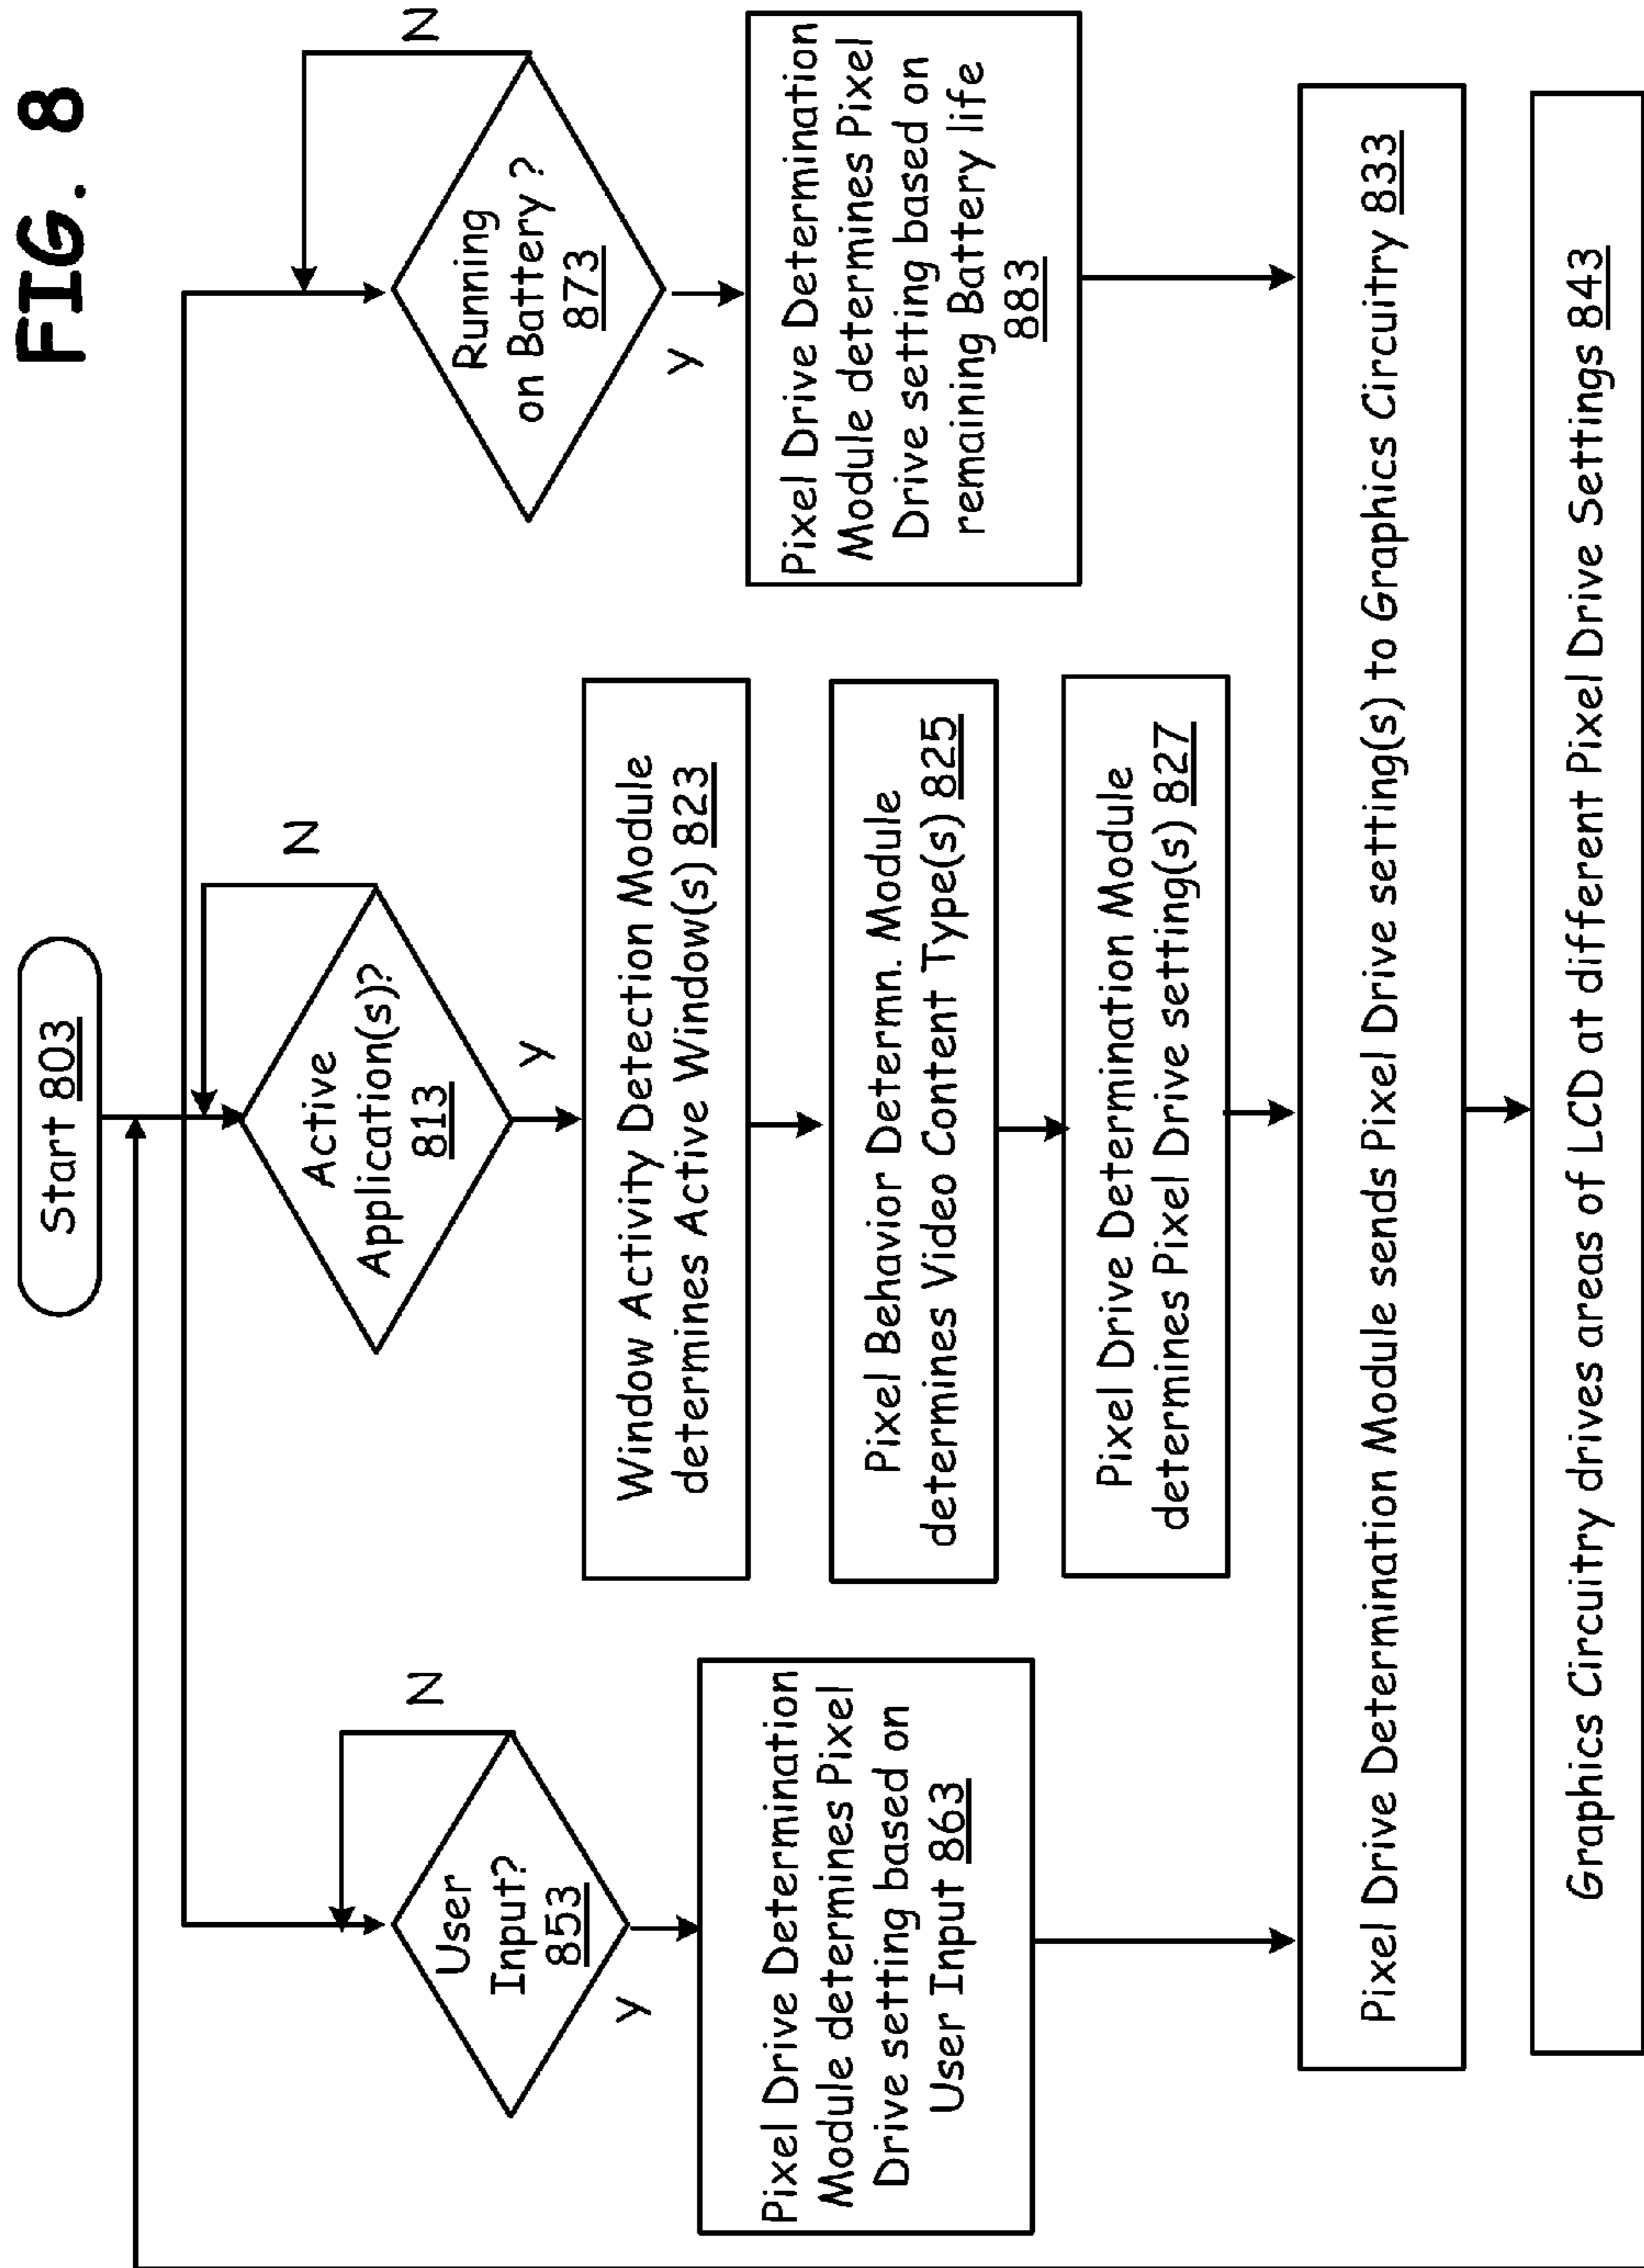 FIG. 8
Start 803
User
Input?
853
N
Y
Active
Application(s)?
813
N
Y
Running
on Battery ?
873
N
Y
Pixel Drive Determination
Module determines Pixel
Drive setting based on
User Input 863
Window Activity Detection Module
determines Active Window(s) 823
Pixel Behavior Determn. Module
determines Video Content Type(s) 825
Pixel Drive Determination Module
determines Pixel Drive setting(s) 827
Pixel Drive Determination
Module determines Pixel
Drive setting based on
remaining Battery life
883
Pixel Drive Determination Module sends Pixel Drive setting(s) to Graphics Circuitry 833
Graphics Circuitry drives areas of LCD at different Pixel Drive Settings 843